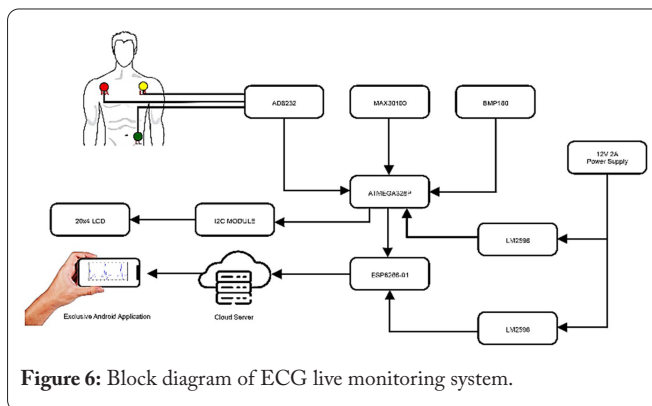 AD8232
MAX30100
BMP180
12V 2A
Power Supply
ATMEGA328P
20x4 LCD
I2C MODULE
LM2596
ESP8266-01
Exclusive Android Application
Cloud Server
LM2596
Figure 6: Block diagram of ECG live monitoring system.